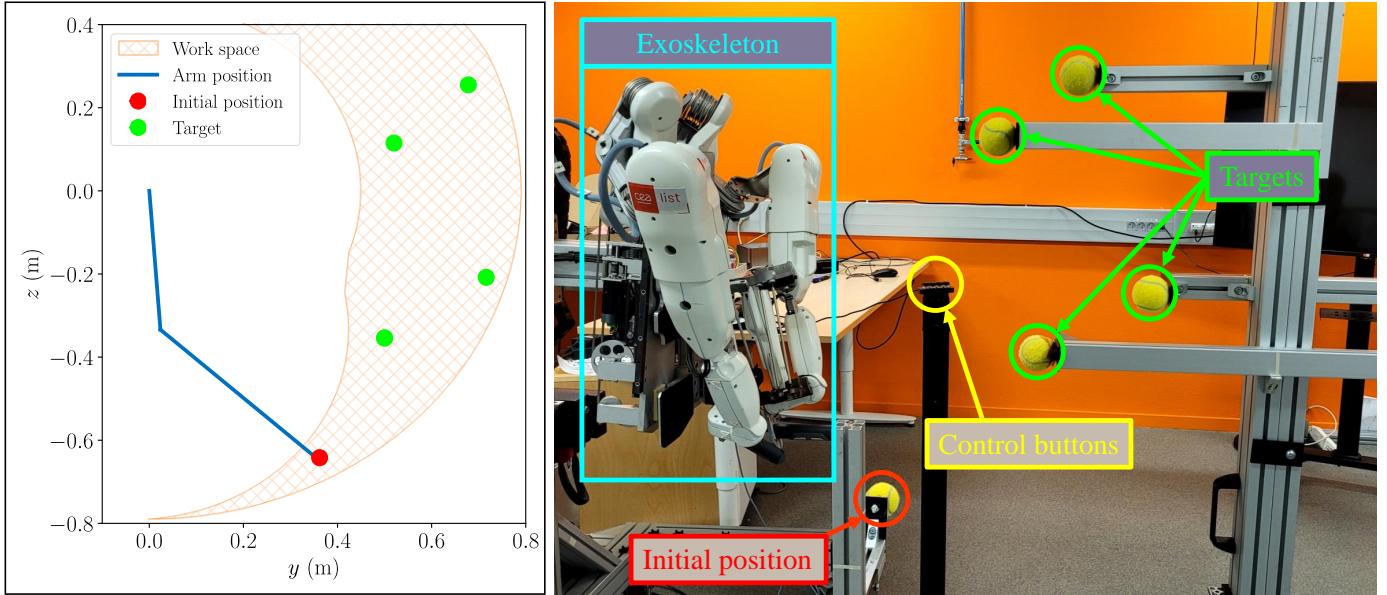 0.4
0.2
0.0
−0.2
−0.4
−0.6
−0.8
z (m)
Work space
Arm position
Initial position
Target
0.0
0.2
0.4
0.6
0.8
y (m)
Exoskeleton
cea list
Targets
Control buttons
Initial position